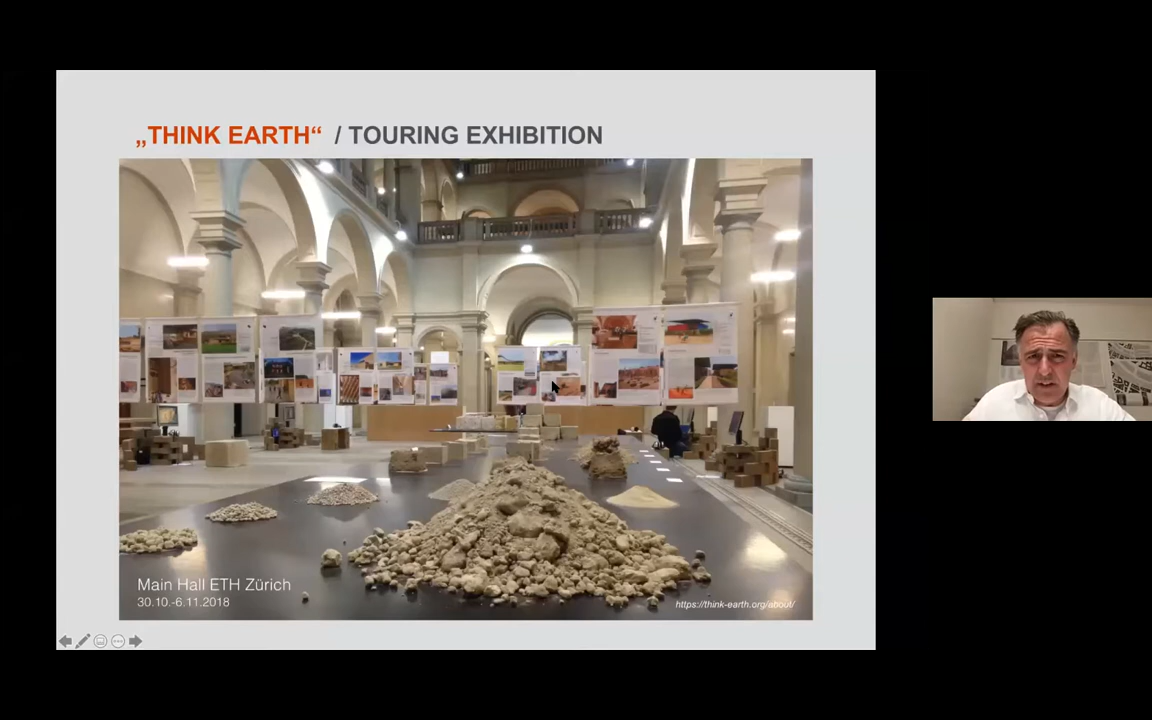 „THINK EARTH“ / TOURING EXHIBITION
Main Hall ETH Zürich
30.10.-6.11.2018
https://think-earth.org/about/